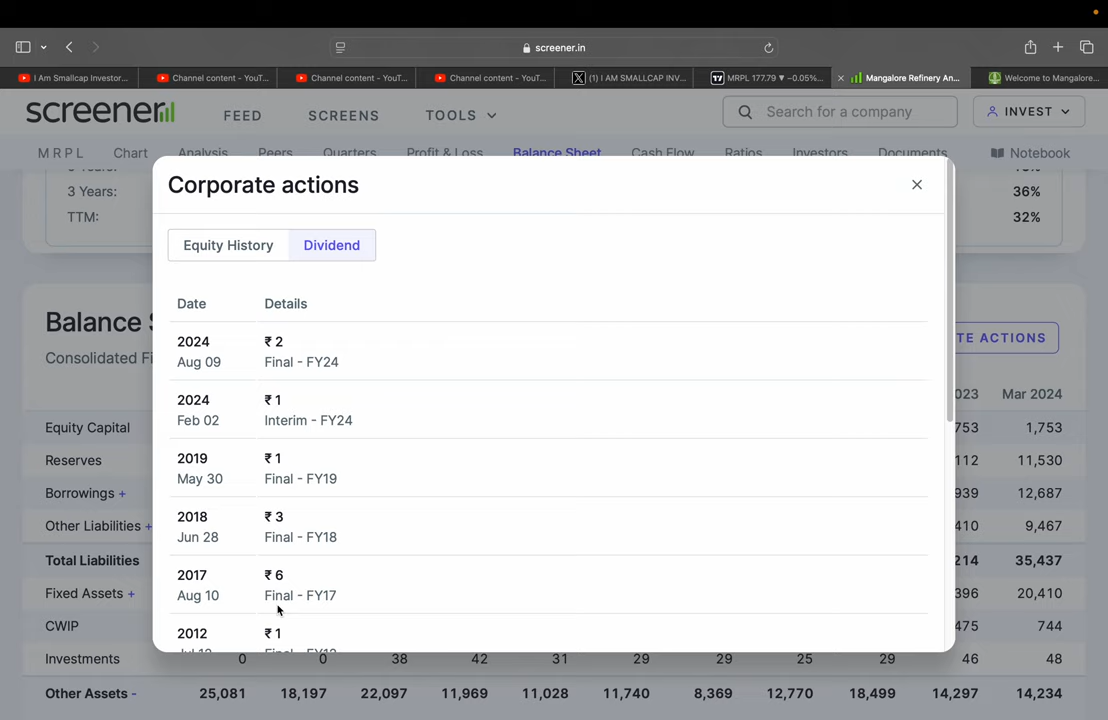 screener.in
I Am Smallcap Investor...
Channel content - YouT...
Channel content - YouT...
Channel content - YouT...
(1) I AM SMALLCAP INV...
MRPL 177.79 ▼ −0.05%...
Mangalore Refinery An...
Welcome to Mangalore...
screener
FEED
SCREENS
TOOLS
Search for a company
INVEST
M R P L
Chart
Analysis
Peers
Quarters
Profit & Loss
Balance Sheet
Cash Flow
Ratios
Investors
Documents
Notebook
3 Years:
36%
TTM:
32%
Corporate actions
Equity History
Dividend
Date Details
2024 ₹ 2
Aug 09 Final - FY24
2024 ₹ 1
Feb 02 Interim - FY24
2019 ₹ 1
May 30 Final - FY19
2018 ₹ 3
Jun 28 Final - FY18
2017 ₹ 6
Aug 10 Final - FY17
2012 ₹ 1
Balance S
Consolidated Fi
TE ACTIONS
023 Mar 2024
Equity Capital 753 1,753
Reserves 112 11,530
Borrowings + 939 12,687
Other Liabilities + 410 9,467
Total Liabilities 214 35,437
Fixed Assets + 396 20,410
CWIP 475 744
Investments 0 0 38 42 31 29 29 25 29 46 48
Other Assets - 25,081 18,197 22,097 11,969 11,028 11,740 8,369 12,770 18,499 14,297 14,234